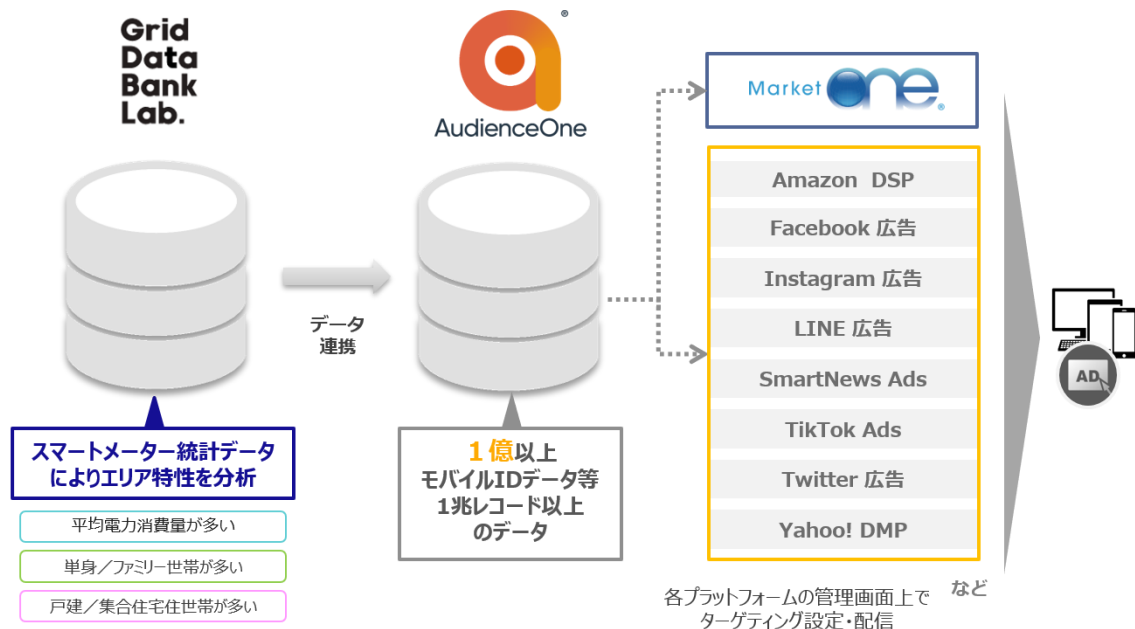 Grid
Data
Bank
Lab.
®
AudienceOne
Market One®
Amazon DSP
Facebook 広告
Instagram 広告
LINE 広告
SmartNews Ads
TikTok Ads
Twitter 広告
Yahoo! DMP
など
データ
連携
AD
スマートメーター統計データ
によりエリア特性を分析
平均電力消費量が多い
単身／ファミリー世帯が多い
戸建／集合住宅住世帯が多い
1億以上
モバイルIDデータ等
1兆レコード以上
のデータ
各プラットフォームの管理画面上で
ターゲティング設定・配信